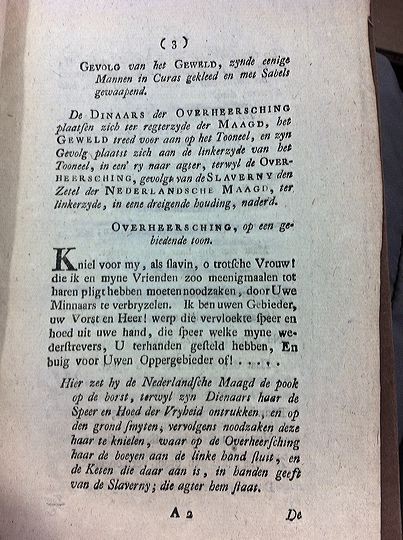 ( 3 )
GEVOLG van het GEWELD, zynde eenige
Mannen in Curas gekleed en met Sabels
gewaapend.
De DINAARS der OVERHEERSCHING
plaatſen zich ter regterzyde der MAAGD, het
GEWELD treed voor aan op het Tooneel, en zyn
Gevolg plaatst zich aan de linkerzyde van het
Tooneel, in een' ry naar agter, terwyl de OVER-
HEERSCHING, gevolgt van de SLAVERNY den
Zetel der NEDERLANDSCHE MAAGD, ter
linkerzyde, in eene dreigende houding, naderd.
OVERHEERSCHING, op een ge-
biedende toon.
Kniel voor my, als ſlavin, o trotſche Vrouw!
die ik en myne Vrienden zoo meenigmaalen tot
haren pligt hebben moeten noodzaken, door Uwe
Minnaars te verbryzelen. Ik ben uwen Gebieder,
uw Vorst en Heer! werp die vervloekte ſpeer en
hoed uit uwe hand, die ſpeer welke myne we-
derſtrevers, U terhanden geſteld hebben, En
buig voor Uwen Oppergebieder of! . . . . .
Hier zet hy de Nederlandſche Maagd de pook
op de borst, terwyl zyn Dienaars haar de
Speer en Hoed der Vryheid ontrukken, en op
den grond ſmyten; vervolgens noodzaken deze
haar te knielen, waar op de Overheerſching
haar de boeyen aan de linke hand ſluit, en
de Keten die daar aan is, in handen geeft
van de Slaverny; die agter hem ſtaat.
A 2 De